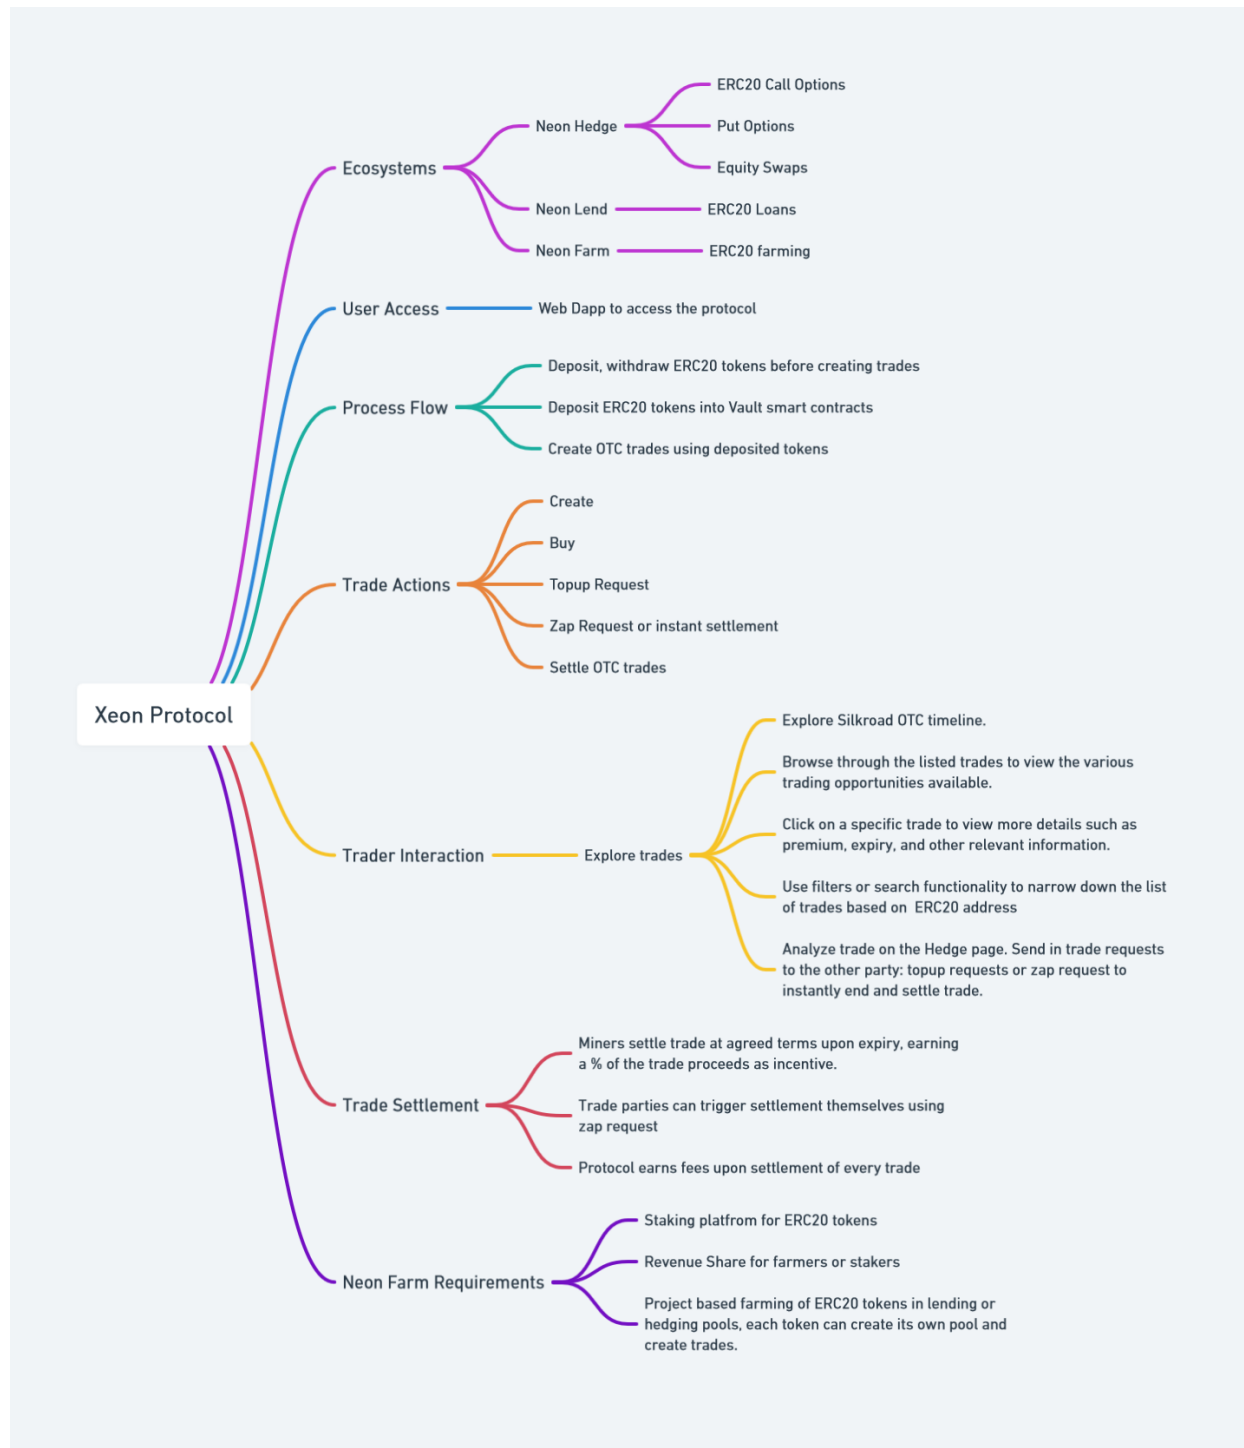 ERC20 Call Options
Neon Hedge
Put Options
Ecosystems
Equity Swaps
Neon Lend
ERC20 Loans
Neon Farm
ERC20 farming
User Access
Web Dapp to access the protocol
Process Flow
Deposit, withdraw ERC20 tokens before creating trades
Deposit ERC20 tokens into Vault smart contracts
Create OTC trades using deposited tokens
Trade Actions
Create
Buy
Topup Request
Zap Request or instant settlement
Settle OTC trades
Xeon Protocol
Trader Interaction
Explore trades
Explore Silkroad OTC timeline.
Browse through the listed trades to view the various
trading opportunities available.
Click on a specific trade to view more details such as
premium, expiry, and other relevant information.
Use filters or search functionality to narrow down the list
of trades based on  ERC20 address
Analyze trade on the Hedge page. Send in trade requests
to the other party: topup requests or zap request to
instantly end and settle trade.
Trade Settlement
Miners settle trade at agreed terms upon expiry, earning
a % of the trade proceeds as incentive.
Trade parties can trigger settlement themselves using
zap request
Protocol earns fees upon settlement of every trade
Neon Farm Requirements
Staking platfrom for ERC20 tokens
Revenue Share for farmers or stakers
Project based farming of ERC20 tokens in lending or
hedging pools, each token can create its own pool and
create trades.